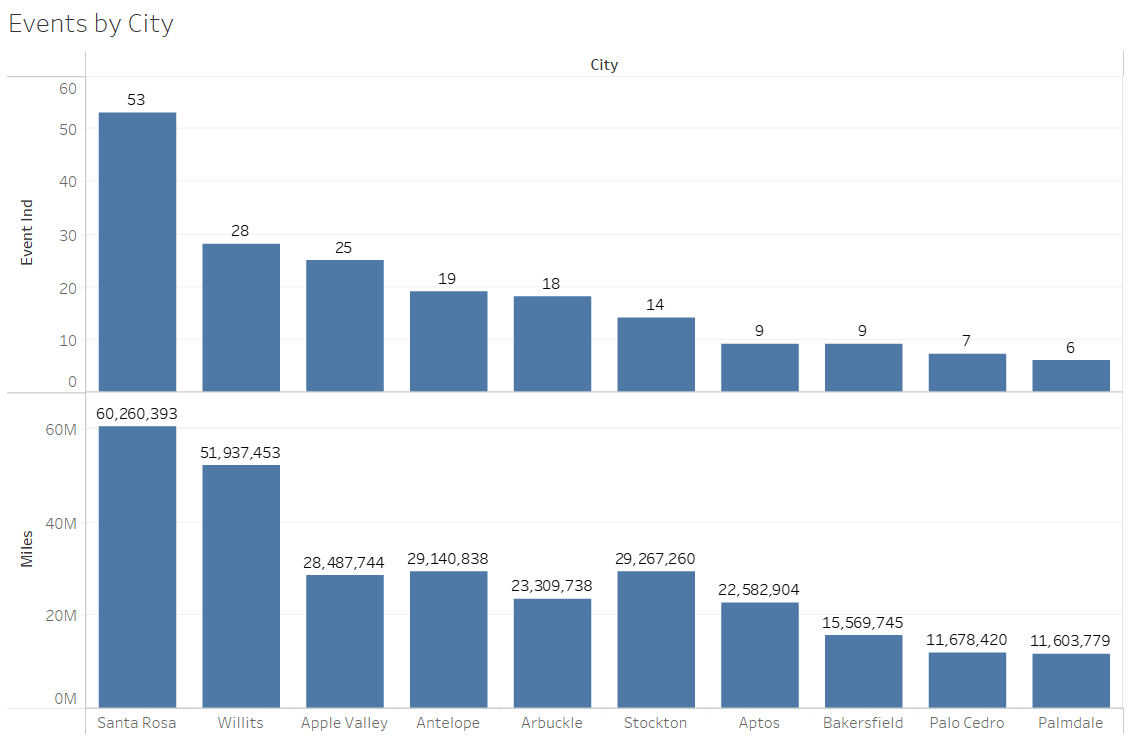 Events by City
City
60
50
40
30
20
10
0
Event Ind
53
28
25
19
18
14
9
9
7
6
60M
40M
20M
0M
Miles
60,260,393
51,937,453
28,487,744
29,140,838
23,309,738
29,267,260
22,582,904
15,569,745
11,678,420
11,603,779
Santa Rosa
Willits
Apple Valley
Antelope
Arbuckle
Stockton
Aptos
Bakersfield
Palo Cedro
Palmdale